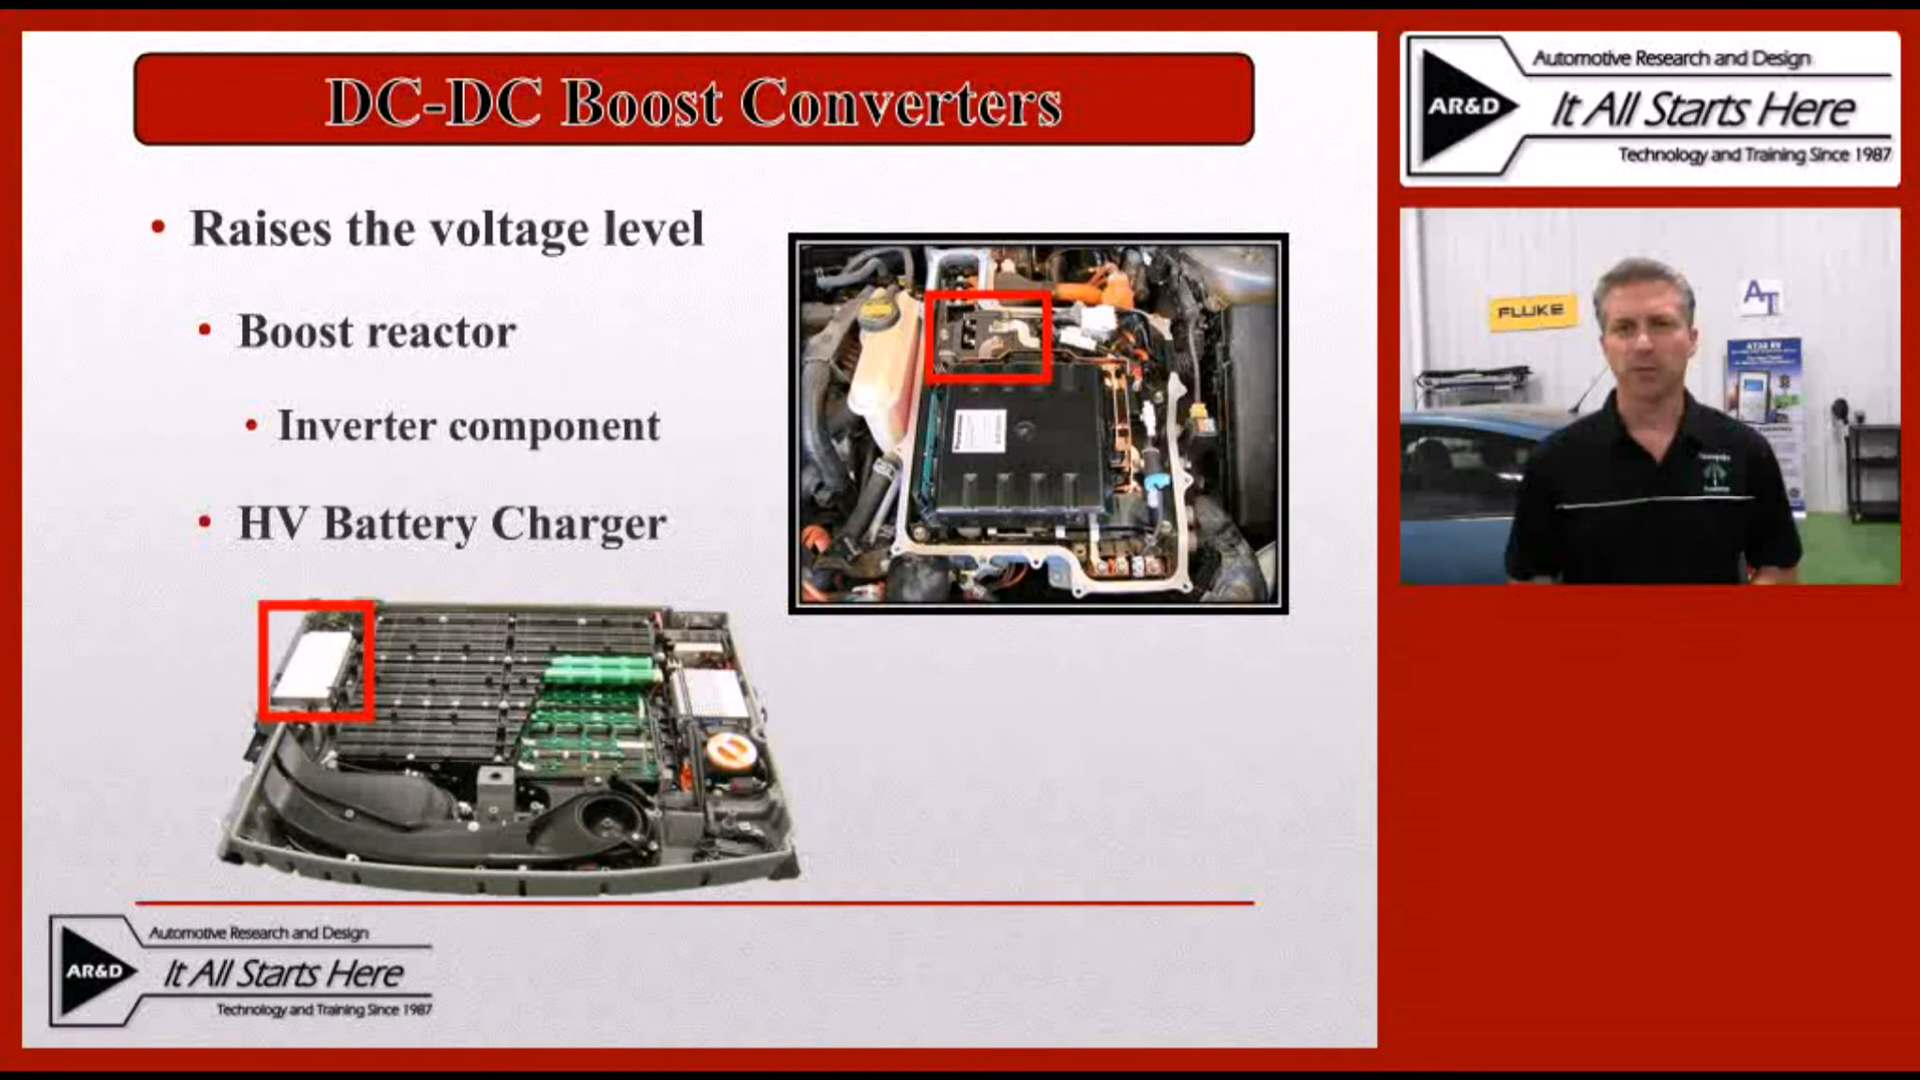 DC-DC Boost Converters
• Raises the voltage level
• Boost reactor
• Inverter component
• HV Battery Charger
AR&D
Automotive Research and Design
It All Starts Here
Technology and Training Since 1987
Automotive Research and Design
AR&D
It All Starts Here
Technology and Training Since 1987
FLUKE
AT